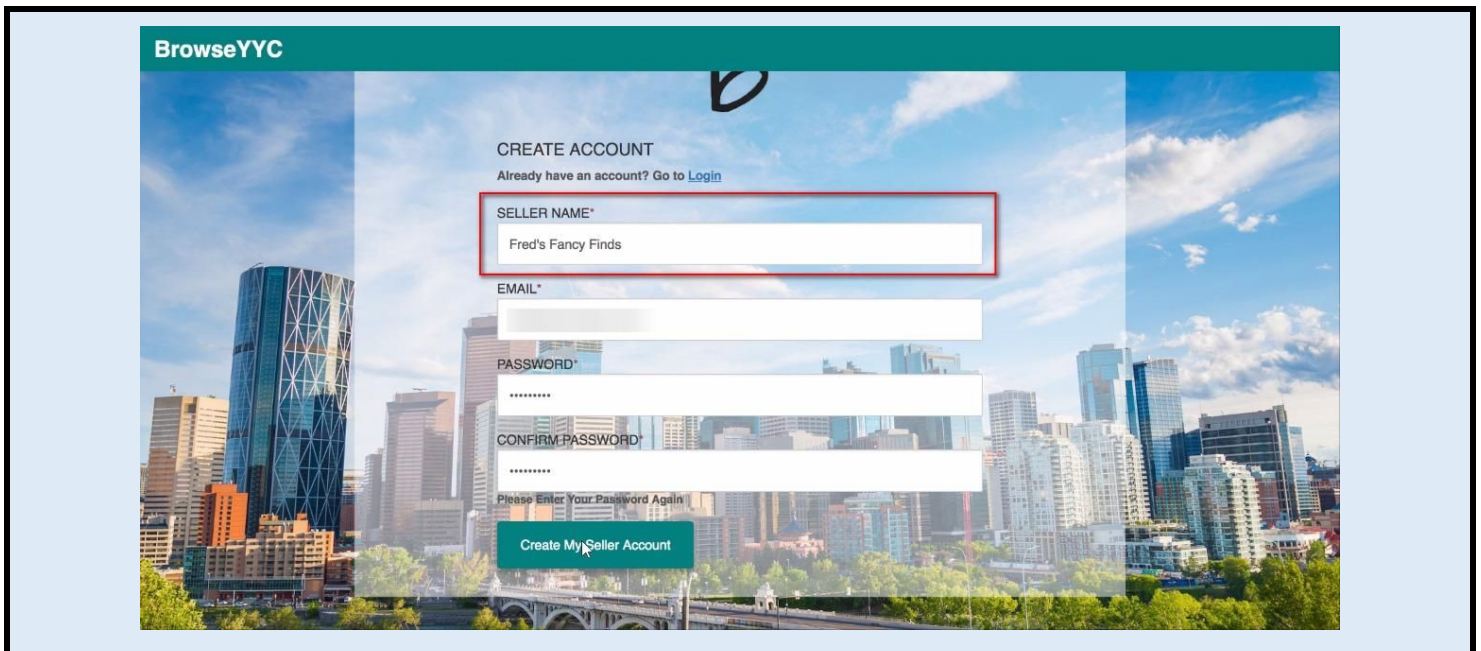 BrowseYYC
CREATE ACCOUNT
Already have an account? Go to Login
SELLER NAME*
Fred's Fancy Finds
EMAIL*
PASSWORD*
•••••••••
CONFIRM PASSWORD*
•••••••••
Please Enter Your Password Again
Create My Seller Account